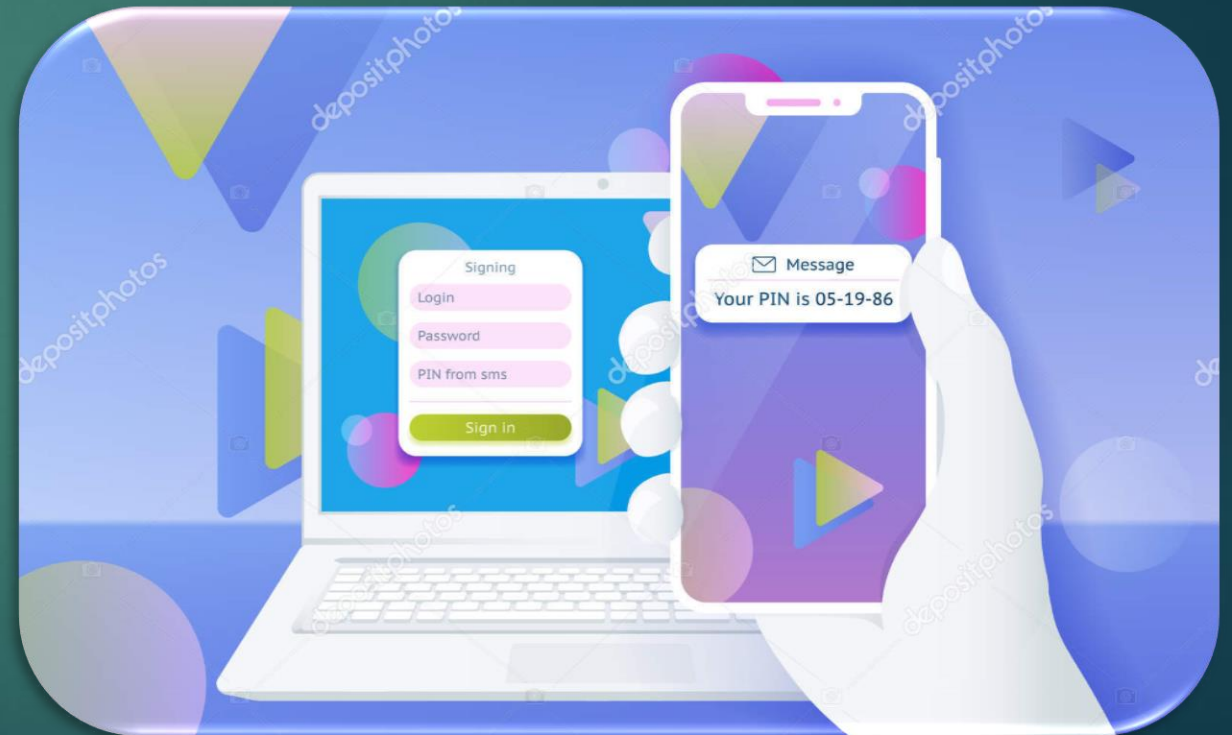 depositphotos
depositphotos
depositphotos
Signing
Login
Password
PIN from sms
Sign in
Message
Your PIN is 05-19-86
depositphotos
depositphotos
depositphotos